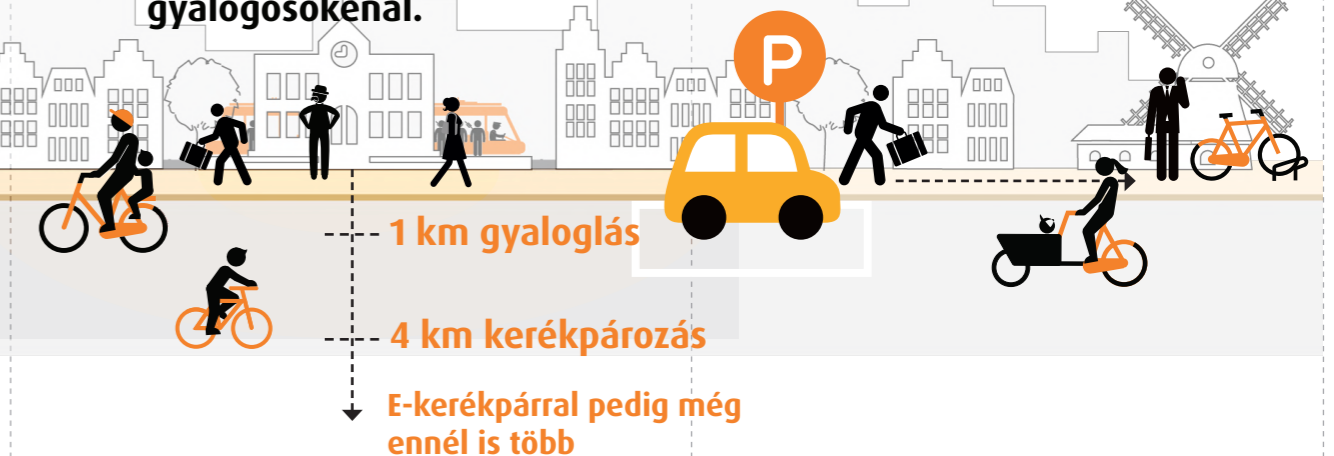 gyalogosokénál.
P
1 km gyaloglás
4 km kerékpározás
E-kerékpárral pedig még
ennél is több